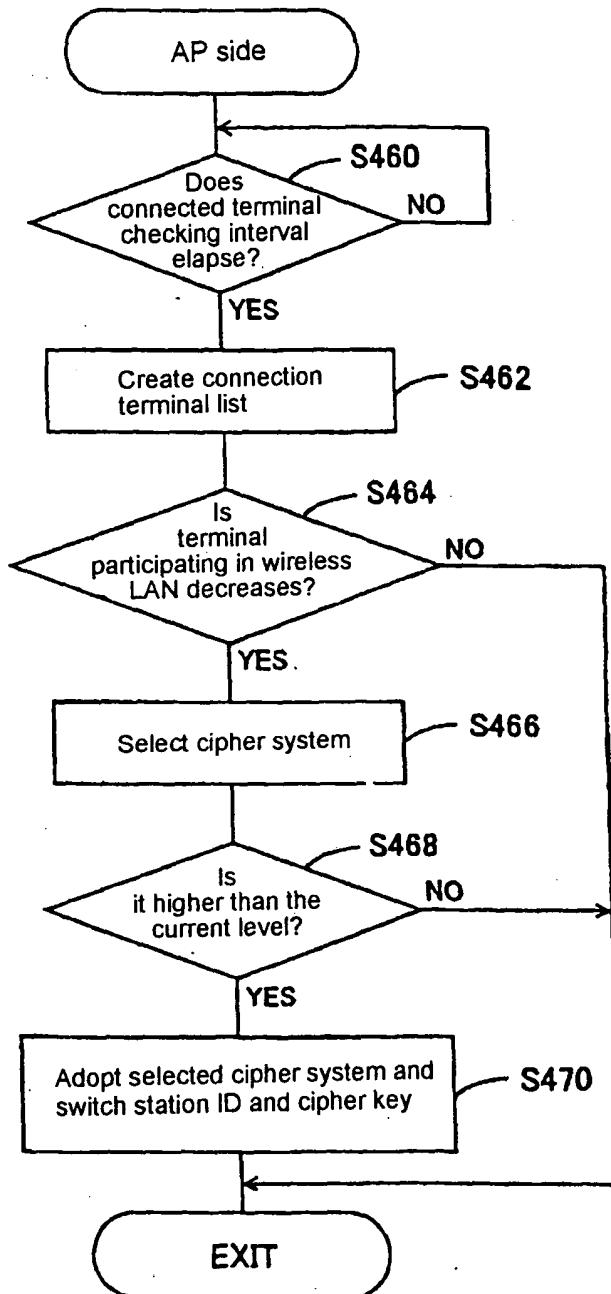 AP side
S460
Does
connected terminal
checking interval
elapse?
NO
YES
Create connection
terminal list
S462
S464
Is
terminal
participating in wireless
LAN decreases?
NO
YES.
Select cipher system
S466
S468
Is
it higher than the
current level?
NO
YES
Adopt selected cipher system and
switch station ID and cipher key
S470
EXIT